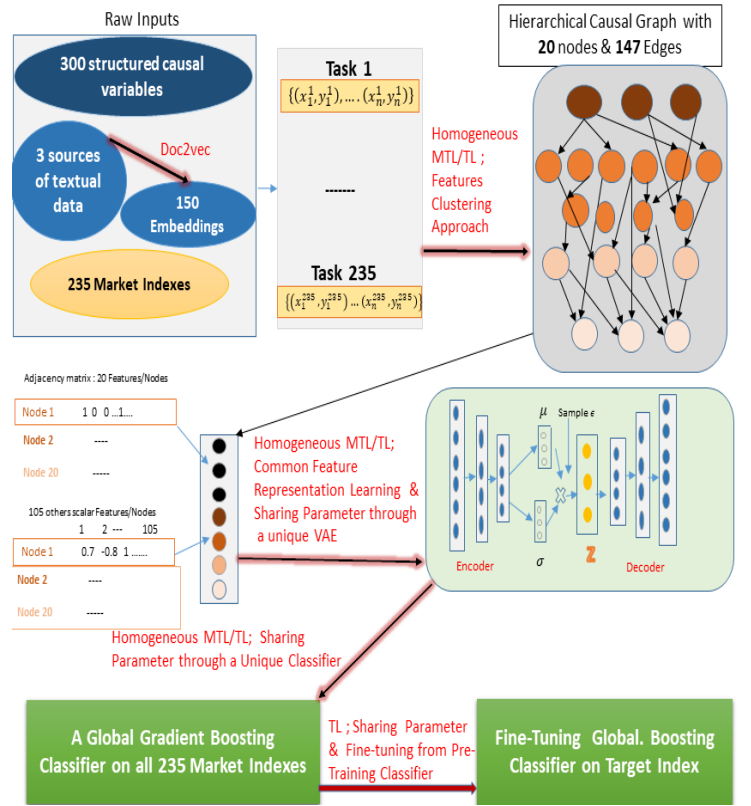 Raw Inputs
300 structured causal
variables
3 sources
of textual
data
Doc2vec
150
Embeddings
235 Market Indexes
Task 1
{(x₁¹, y₁¹), .... (xₙ¹, yₙ¹)}
-------
Task 235
{(x₁²³⁵, y₁²³⁵) ... (xₙ²³⁵, yₙ²³⁵)}
Homogeneous
MTL/TL ;
Features
Clustering
Approach
Hierarchical Causal Graph with
20 nodes & 147 Edges
Adjacency matrix : 20 Features/Nodes
Node 1 1 0 0 ...1....
Node 2 ----
Node 20 -----
105 others scalar Features/Nodes
1 2 --- 105
Node 1 0.7 -0.8 1 .......
Node 2 ----
Node 20 -----
Homogeneous MTL/TL;
Common Feature
Representation Learning &
Sharing Parameter through
a unique VAE
μ
Sample ϵ
σ
Encoder
Z
Decoder
Homogeneous MTL/TL; Sharing
Parameter through a Unique Classifier
A Global Gradient Boosting
Classifier on all 235 Market Indexes
TL ; Sharing Parameter
& Fine-tuning from Pre-
Training Classifier
Fine-Tuning Global. Boosting
Classifier on Target Index